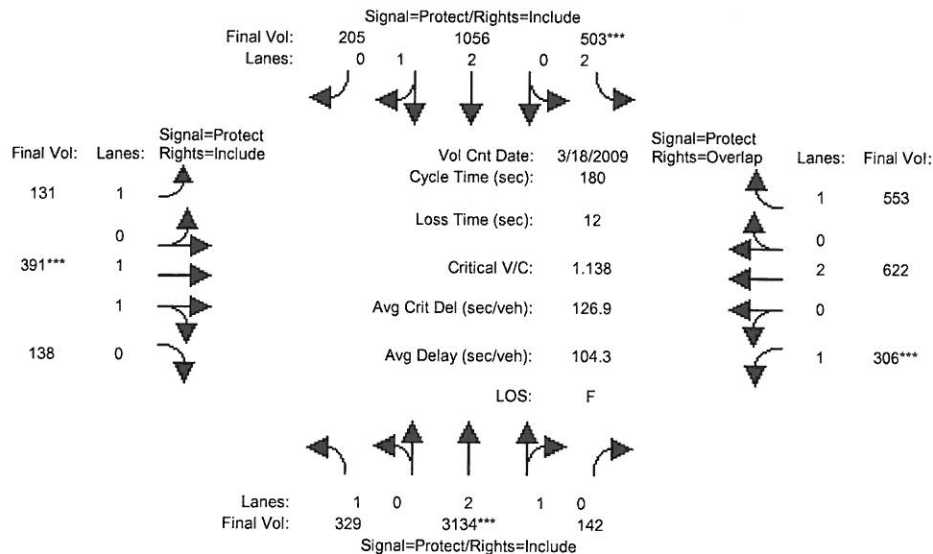 Signal=Protect/Rights=Include
Final Vol: 205 1056 503***
Lanes: 0 1 2 0 2
Signal=Protect
Rights=Include
Final Vol: Lanes:
131 1
0
391*** 1
1
138 0
Vol Cnt Date: 3/18/2009
Cycle Time (sec): 180
Loss Time (sec): 12
Critical V/C: 1.138
Avg Crit Del (sec/veh): 126.9
Avg Delay (sec/veh): 104.3
LOS: F
Signal=Protect
Rights=Overlap
Lanes: Final Vol:
1 553
0
2 622
0
1 306***
Lanes: 1 0 2 1 0
Final Vol: 329 3134*** 142
Signal=Protect/Rights=Include